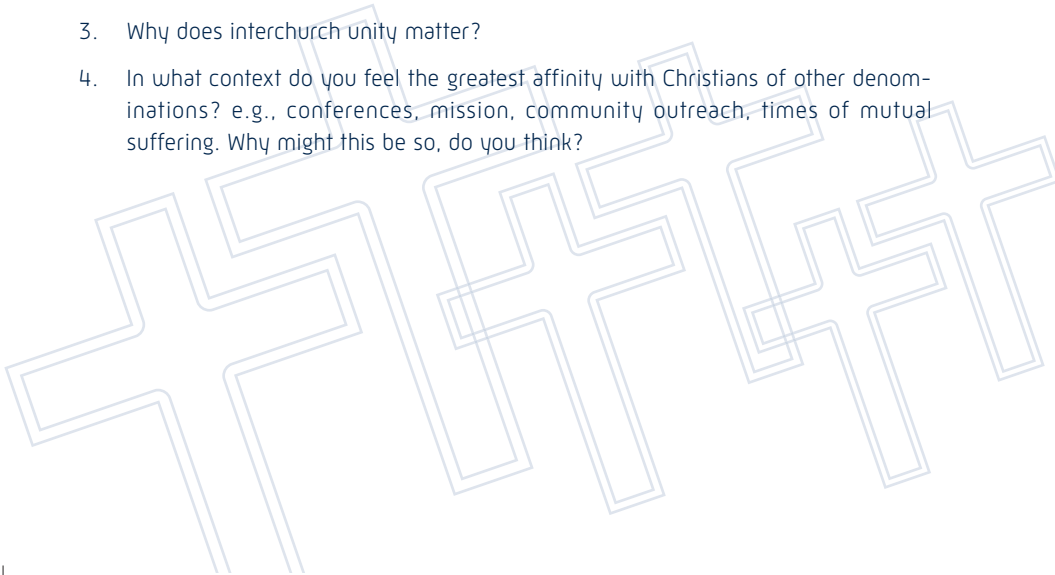 3. Why does interchurch unity matter?
4. In what context do you feel the greatest affinity with Christians of other denom-
inations? e.g., conferences, mission, community outreach, times of mutual
suffering. Why might this be so, do you think?